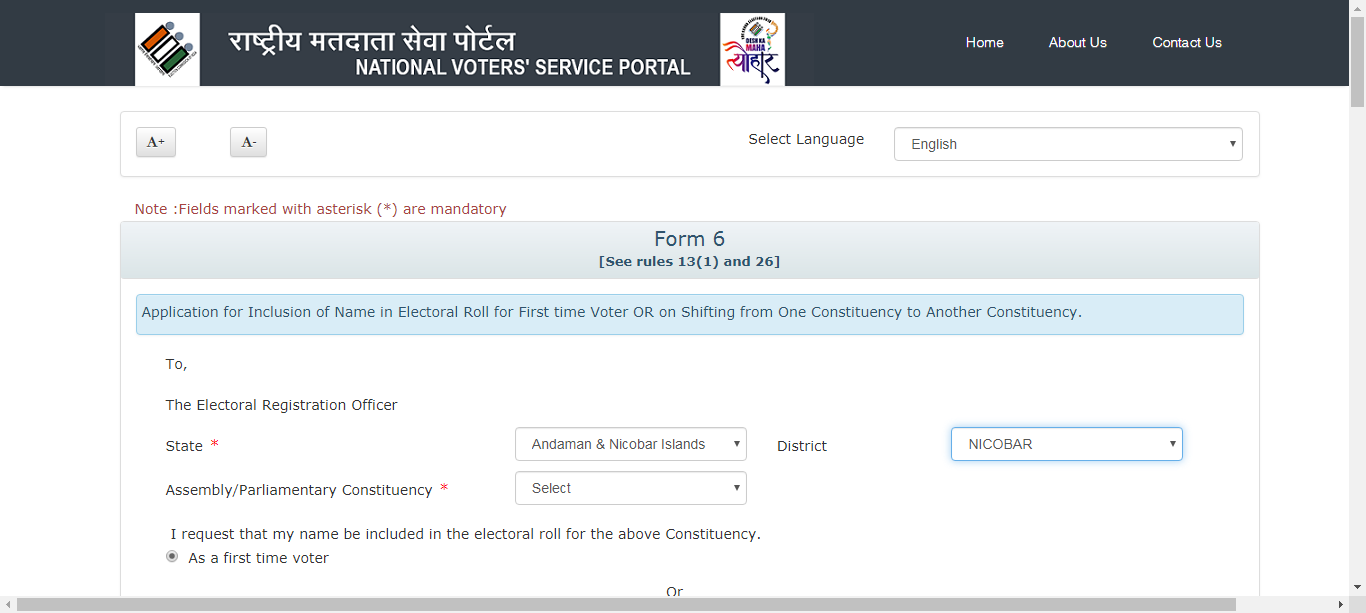 राष्ट्रीय मतदाता सेवा पोर्टल
NATIONAL VOTERS' SERVICE PORTAL
DESH KA
MAHA
त्यौहार
Home About Us Contact Us
A+ A- Select Language English
Note :Fields marked with asterisk (*) are mandatory
Form 6
[See rules 13(1) and 26]
Application for Inclusion of Name in Electoral Roll for First time Voter OR on Shifting from One Constituency to Another Constituency.
To,
The Electoral Registration Officer
State * Andaman & Nicobar Islands District NICOBAR
Assembly/Parliamentary Constituency * Select
I request that my name be included in the electoral roll for the above Constituency.
As a first time voter
Or